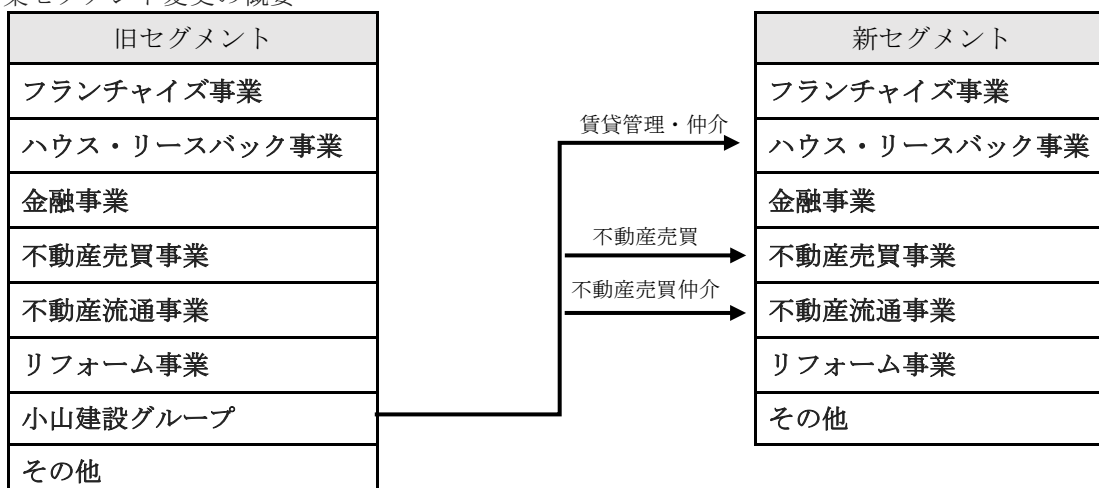 業セグメント変更の概要
旧セグメント
フランチャイズ事業
ハウス・リースバック事業
金融事業
不動産売買事業
不動産流通事業
リフォーム事業
小山建設グループ
その他
賃貸管理・仲介
不動産売買
不動産売買仲介
新セグメント
フランチャイズ事業
ハウス・リースバック事業
金融事業
不動産売買事業
不動産流通事業
リフォーム事業
その他